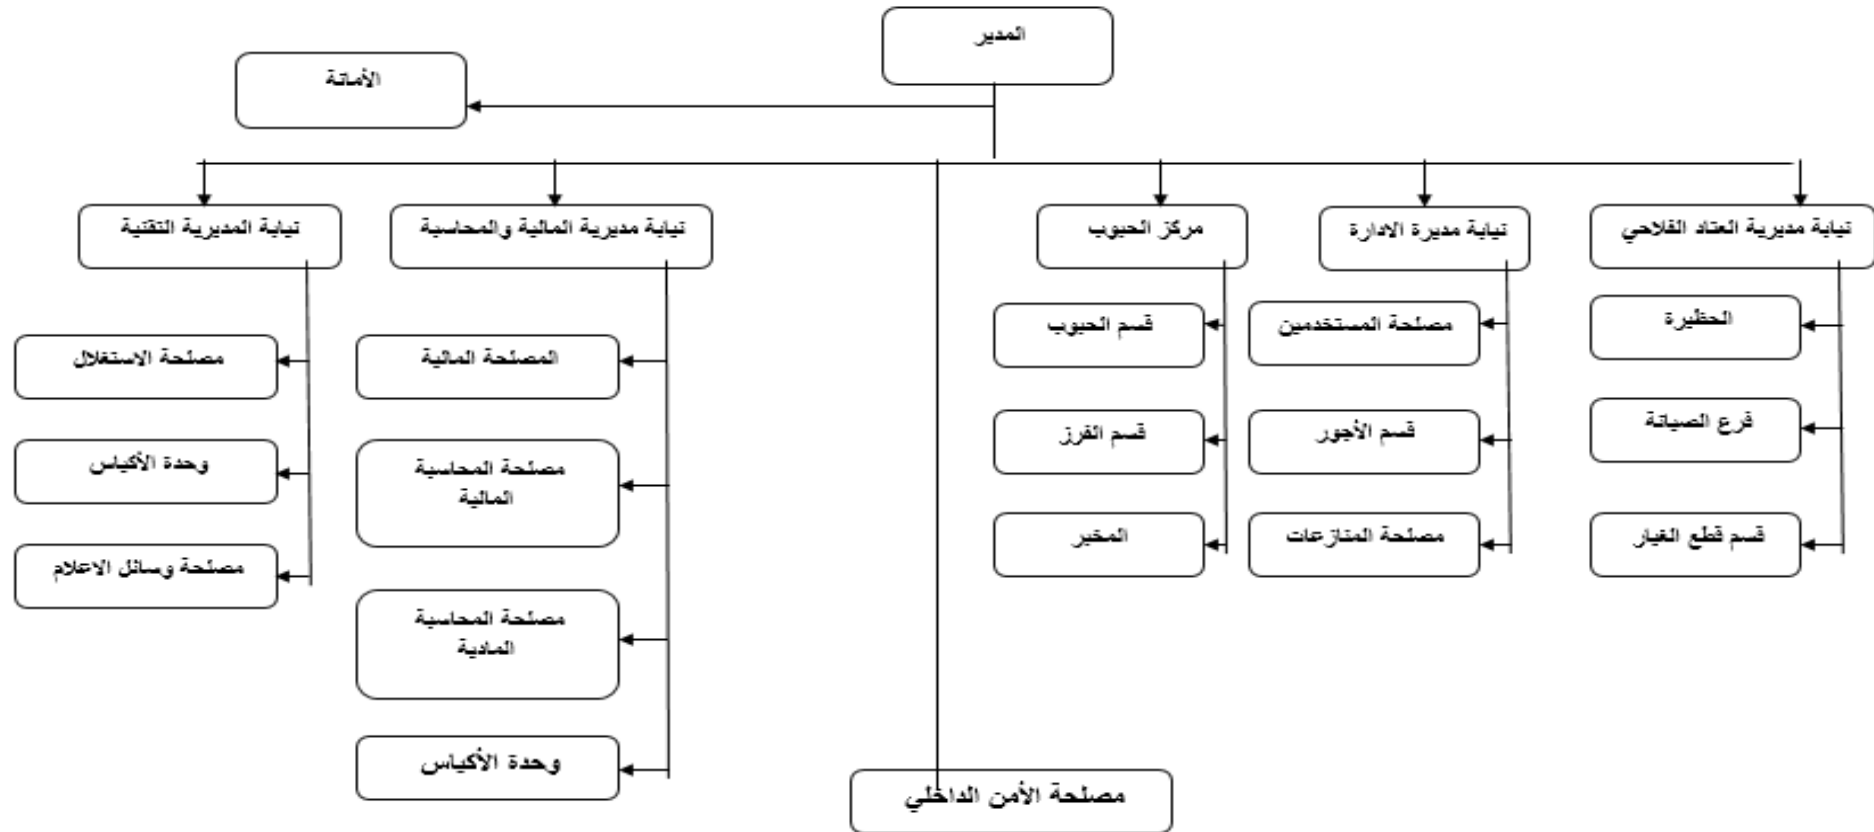 المدير
الأمانة
نيابة مديرية العتاد الفلاحي
نيابة مديرة الادارة
مركز الحبوب
نيابة مديرية المالية والمحاسبة
نيابة المديرية التقنية
الحظيرة
فرع الصيانة
قسم قطع الغيار
مصلحة المستخدمين
قسم الأجور
مصلحة المنازعات
قسم الحبوب
قسم الفرز
المخبر
المصلحة المالية
مصلحة المحاسبة
المالية
مصلحة المحاسبة
المادية
وحدة الأكياس
مصلحة الاستغلال
وحدة الأكياس
مصلحة وسائل الاعلام
مصلحة الأمن الداخلي